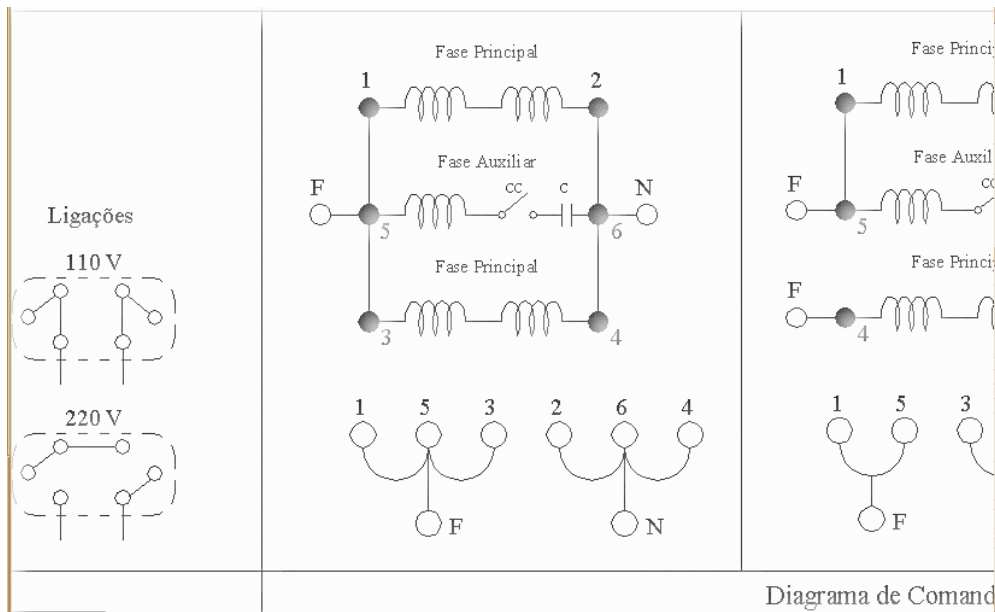 Ligações
110 V
220 V
Fase Principal
1 2
Fase Auxiliar
F CC C N
5 6
Fase Principal
3 4
1 5 3 2 6 4
F N
1
F
5
F
4
1 5 3
F
Diagrama de